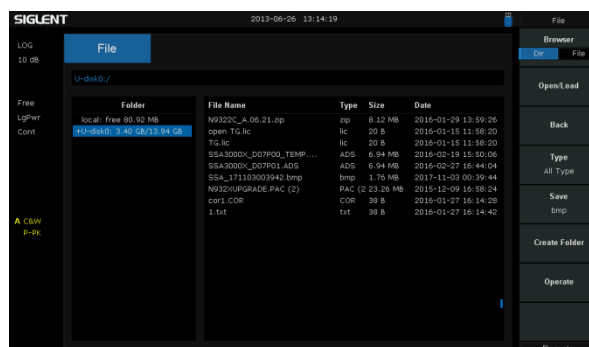 SIGLENT 2013-06-26 13:14:19 File
LOG
10 dB
File
Browser
Dir File
U-disk0:/
Open/Load
Free
LgPwr
Cont
Folder
local: free 80.92 MB
+U-disk0: 3.40 GB/13.94 GB
File Name Type Size Date
N9322C_A.06.21.zip zip 8.12 MB 2016-01-29 13:59:26
open TG.lic lic 20 B 2016-01-15 11:58:20
TG.lic lic 20 B 2016-01-15 11:58:20
SSA3000X_D07P00_TEMP.... ADS 6.94 MB 2016-02-19 15:50:06
SSA3000X_D07P01.ADS ADS 6.94 MB 2016-02-27 16:44:04
SSA_171103003942.bmp bmp 1.76 MB 2017-11-03 00:39:44
N932XUPGRADE.PAC (2) PAC (2 23.26 MB 2015-12-09 16:58:24
cor1.COR COR 38 B 2016-01-27 16:14:28
1.txt txt 38 B 2016-01-27 16:14:42
Back
Type
All Type
Save
bmp
A C&W
P-PK
Create Folder
Operate